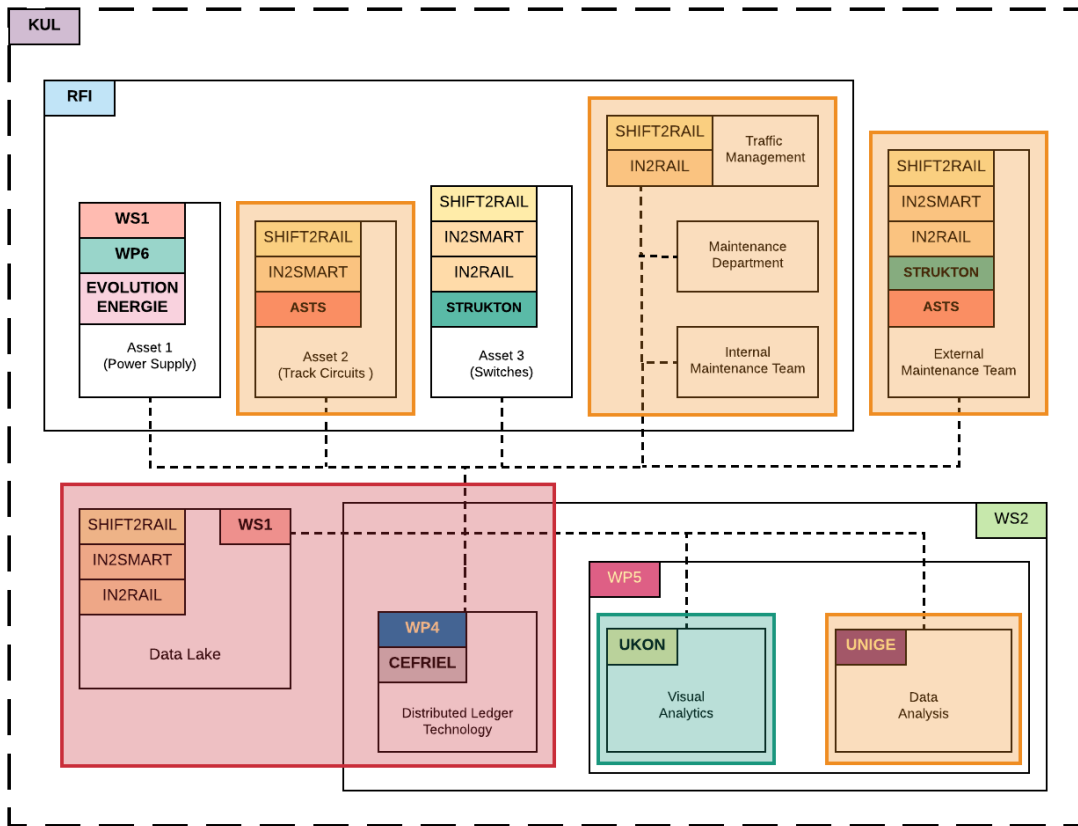 KUL
RFI
WS1
WP6
EVOLUTION
ENERGIE
Asset 1
(Power Supply)
SHIFT2RAIL
IN2SMART
ASTS
Asset 2
(Track Circuits )
SHIFT2RAIL
IN2SMART
IN2RAIL
STRUKTON
Asset 3
(Switches)
SHIFT2RAIL
IN2RAIL
Traffic
Management
Maintenance
Department
Internal
Maintenance Team
SHIFT2RAIL
IN2SMART
IN2RAIL
STRUKTON
ASTS
External
Maintenance Team
SHIFT2RAIL
IN2SMART
IN2RAIL
WS1
Data Lake
WS2
WP4
CEFRIEL
Distributed Ledger
Technology
WP5
UKON
Visual
Analytics
UNIGE
Data
Analysis